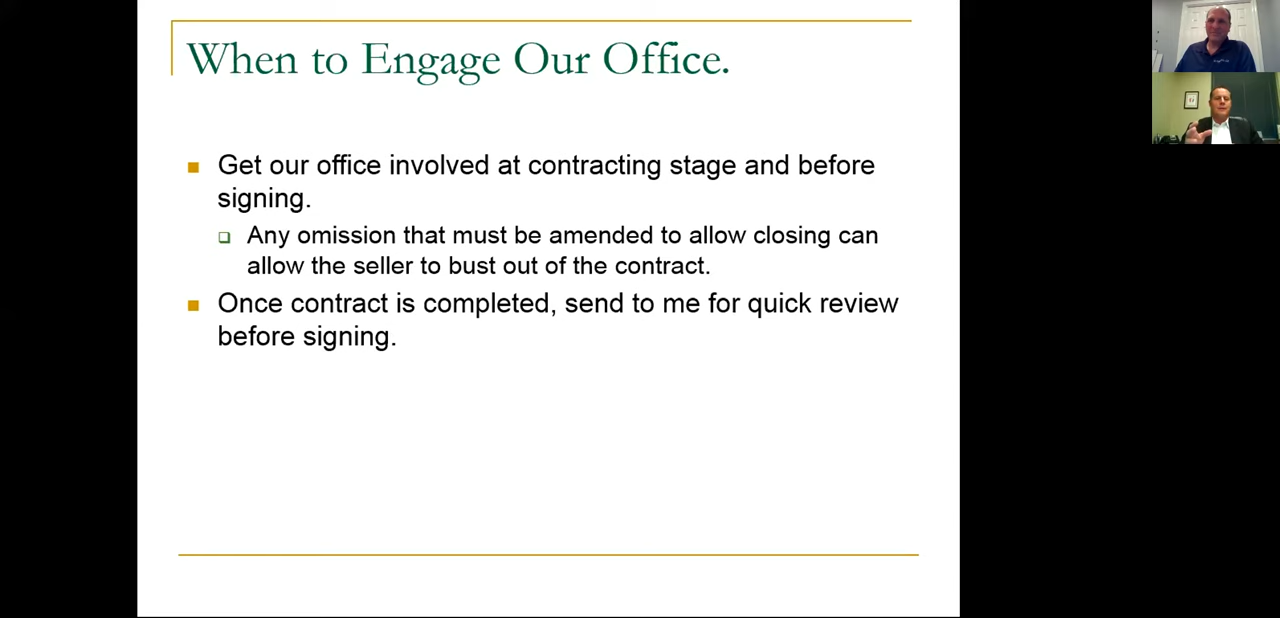 When to Engage Our Office.
Get our office involved at contracting stage and before
signing.
Any omission that must be amended to allow closing can
allow the seller to bust out of the contract.
Once contract is completed, send to me for quick review
before signing.